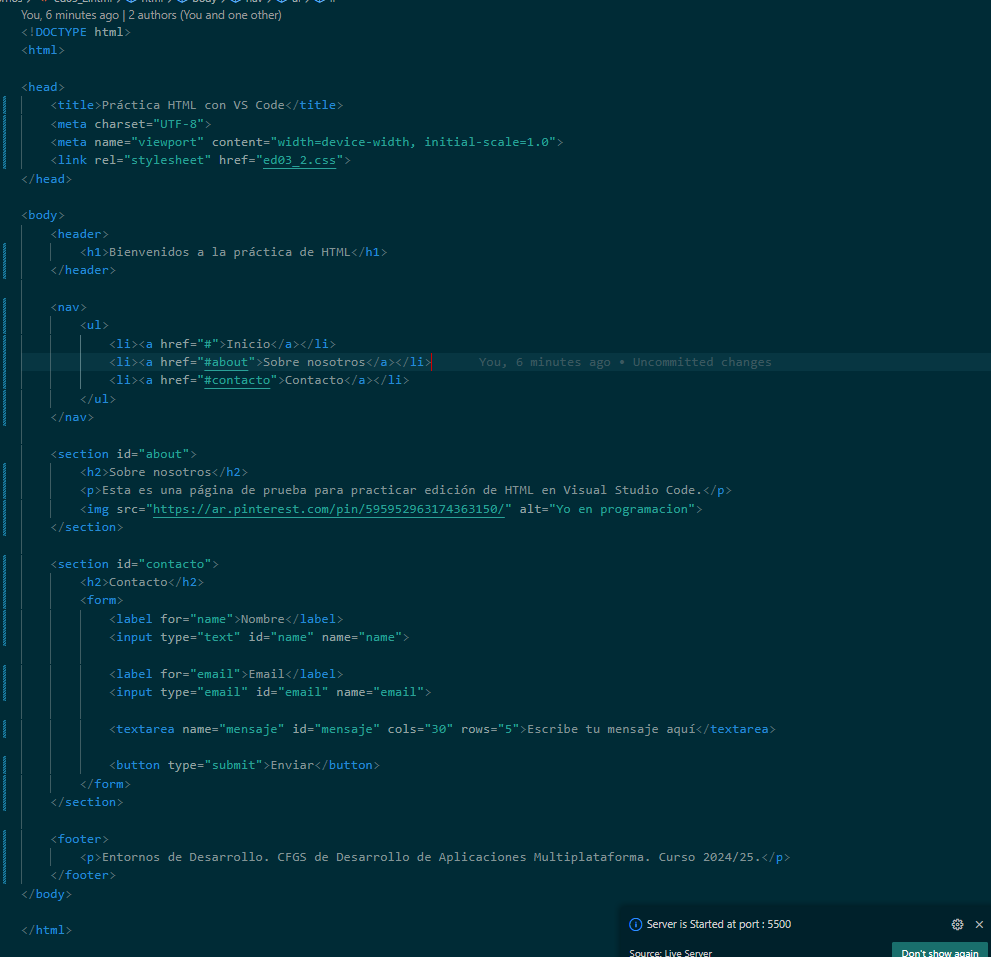 You, 6 minutes ago | 2 authors (You and one other)
<!DOCTYPE html>
<html>
<head>
<title>Práctica HTML con VS Code</title>
<meta charset="UTF-8">
<meta name="viewport" content="width=device-width, initial-scale=1.0">
<link rel="stylesheet" href="ed03_2.css">
</head>
<body>
<header>
<h1>Bienvenidos a la práctica de HTML</h1>
</header>
<nav>
<ul>
<li><a href="#">Inicio</a></li>
<li><a href="#about">Sobre nosotros</a></li> You, 6 minutes ago • Uncommitted changes
<li><a href="#contacto">Contacto</a></li>
</ul>
</nav>
<section id="about">
<h2>Sobre nosotros</h2>
<p>Esta es una página de prueba para practicar edición de HTML en Visual Studio Code.</p>
<img src="https://ar.pinterest.com/pin/595952963174363150/" alt="Yo en programacion">
</section>
<section id="contacto">
<h2>Contacto</h2>
<form>
<label for="name">Nombre</label>
<input type="text" id="name" name="name">
<label for="email">Email</label>
<input type="email" id="email" name="email">
<textarea name="mensaje" id="mensaje" cols="30" rows="5">Escribe tu mensaje aquí</textarea>
<button type="submit">Enviar</button>
</form>
</section>
<footer>
<p>Entornos de Desarrollo. CFGS de Desarrollo de Aplicaciones Multiplataforma. Curso 2024/25.</p>
</footer>
</body>
</html>
Server is Started at port : 5500
Source: Live Server
Don't show again